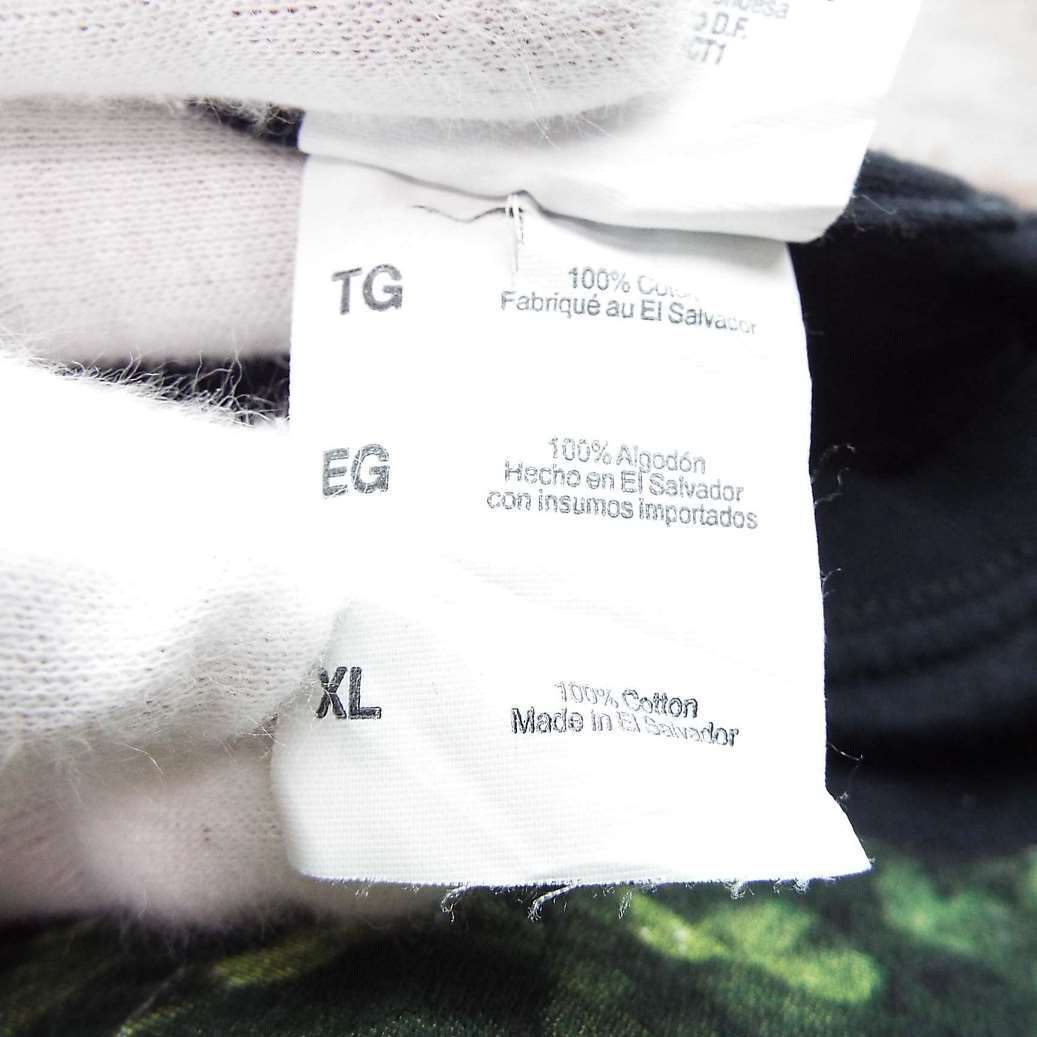 D.F.
TG
100%
Fabriqué au El Salvador
EG
100% Algodón
Hecho en El Salvador
con insumos importados
XL
100% Cotton
Made in El Salvador